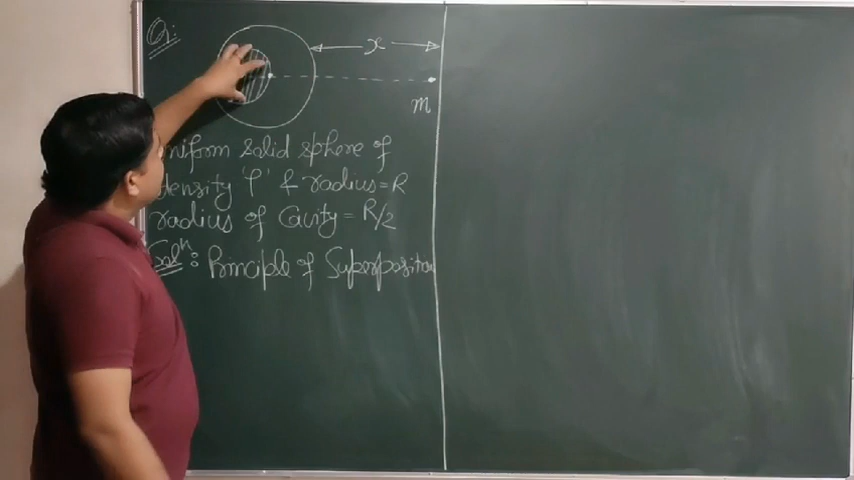 Q:
x
m
niform solid sphere of
density 'ρ' & radius = R
radius of Cavity = R/2
Solⁿ: Principle of Superposition